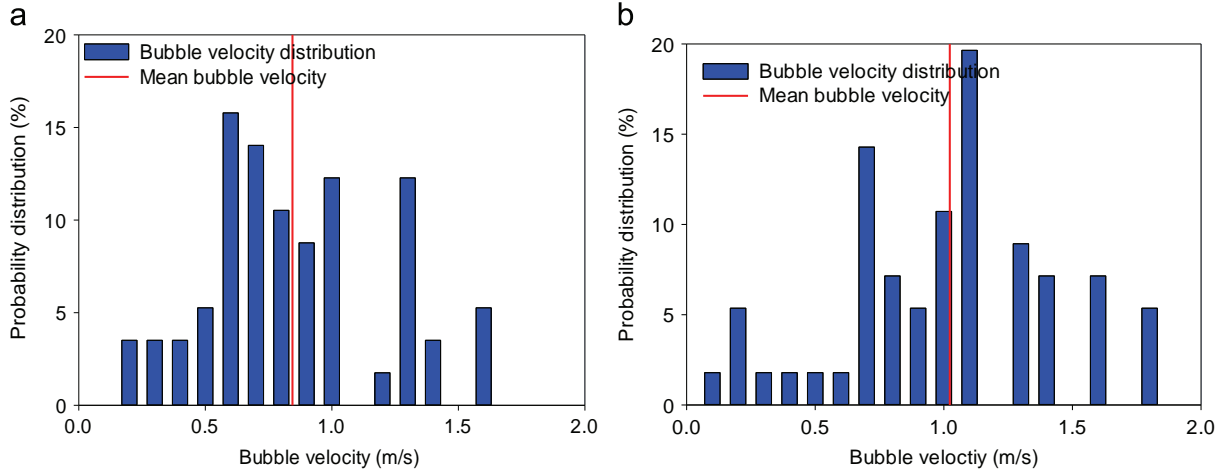 a
20
15
10
5
0
Probability distribution (%)
Bubble velocity distribution
Mean bubble velocity
0.0 0.5 1.0 1.5 2.0
Bubble velocity (m/s)
b
20
15
10
5
0
Probability distribution (%)
Bubble velocity distribution
Mean bubble velocity
0.0 0.5 1.0 1.5 2.0
Bubble veloctiy (m/s)